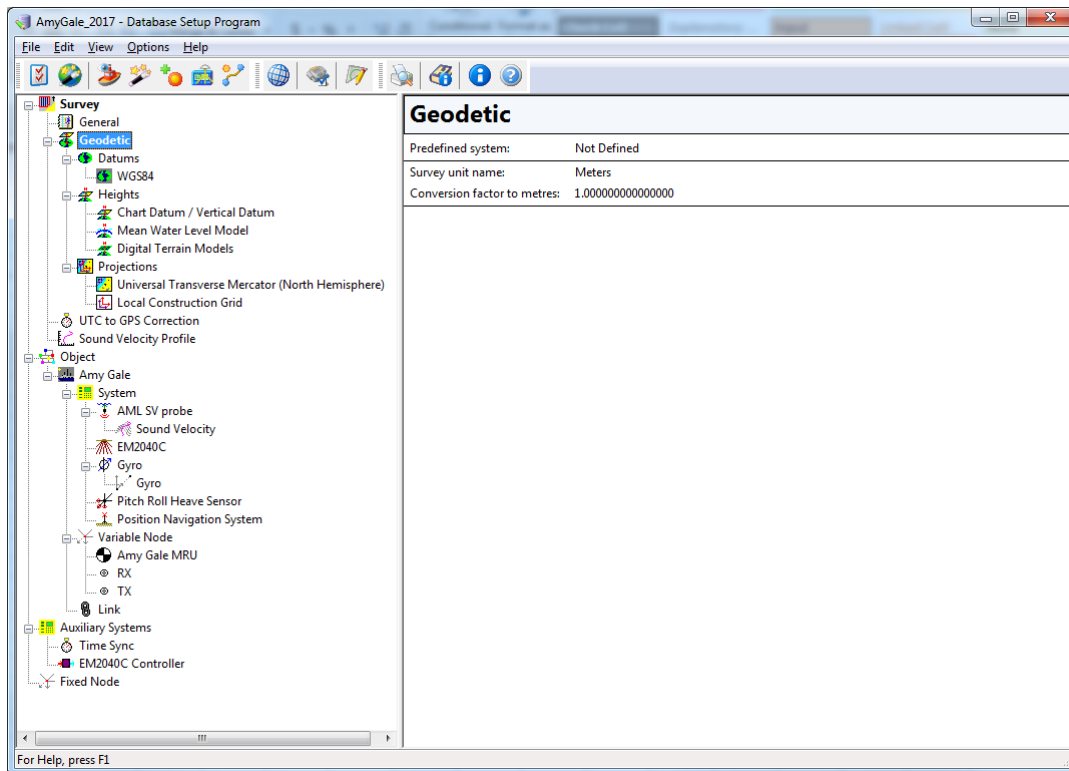 AmyGale_2017 - Database Setup Program
File Edit View Options Help
Survey
General
Geodetic
Datums
WGS84
Heights
Chart Datum / Vertical Datum
Mean Water Level Model
Digital Terrain Models
Projections
Universal Transverse Mercator (North Hemisphere)
Local Construction Grid
UTC to GPS Correction
Sound Velocity Profile
Object
Amy Gale
System
AML SV probe
Sound Velocity
EM2040C
Gyro
Gyro
Pitch Roll Heave Sensor
Position Navigation System
Variable Node
Amy Gale MRU
RX
TX
Link
Auxiliary Systems
Time Sync
EM2040C Controller
Fixed Node
Geodetic
Predefined system: Not Defined
Survey unit name: Meters
Conversion factor to metres: 1.000000000000000
For Help, press F1